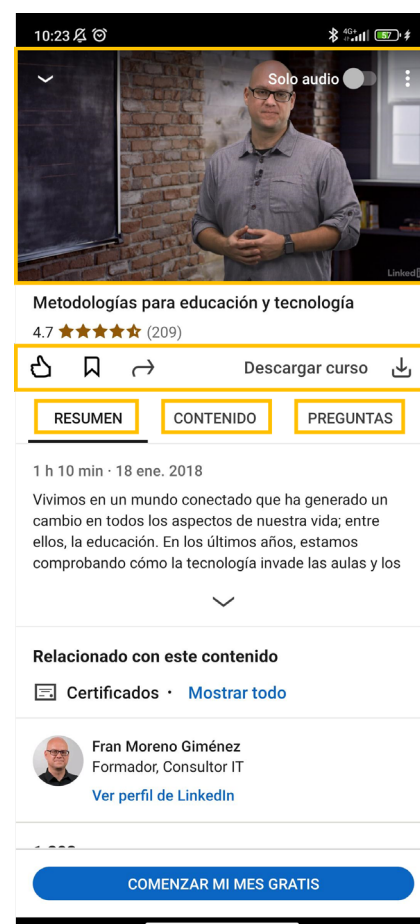 10:23
4G+
57
Solo audio
Linked
Metodologías para educación y tecnología
4.7 (209)
Descargar curso
RESUMEN CONTENIDO PREGUNTAS
1 h 10 min · 18 ene. 2018
Vivimos en un mundo conectado que ha generado un
cambio en todos los aspectos de nuestra vida; entre
ellos, la educación. En los últimos años, estamos
comprobando cómo la tecnología invade las aulas y los
Relacionado con este contenido
Certificados · Mostrar todo
Fran Moreno Giménez
Formador, Consultor IT
Ver perfil de LinkedIn
COMENZAR MI MES GRATIS